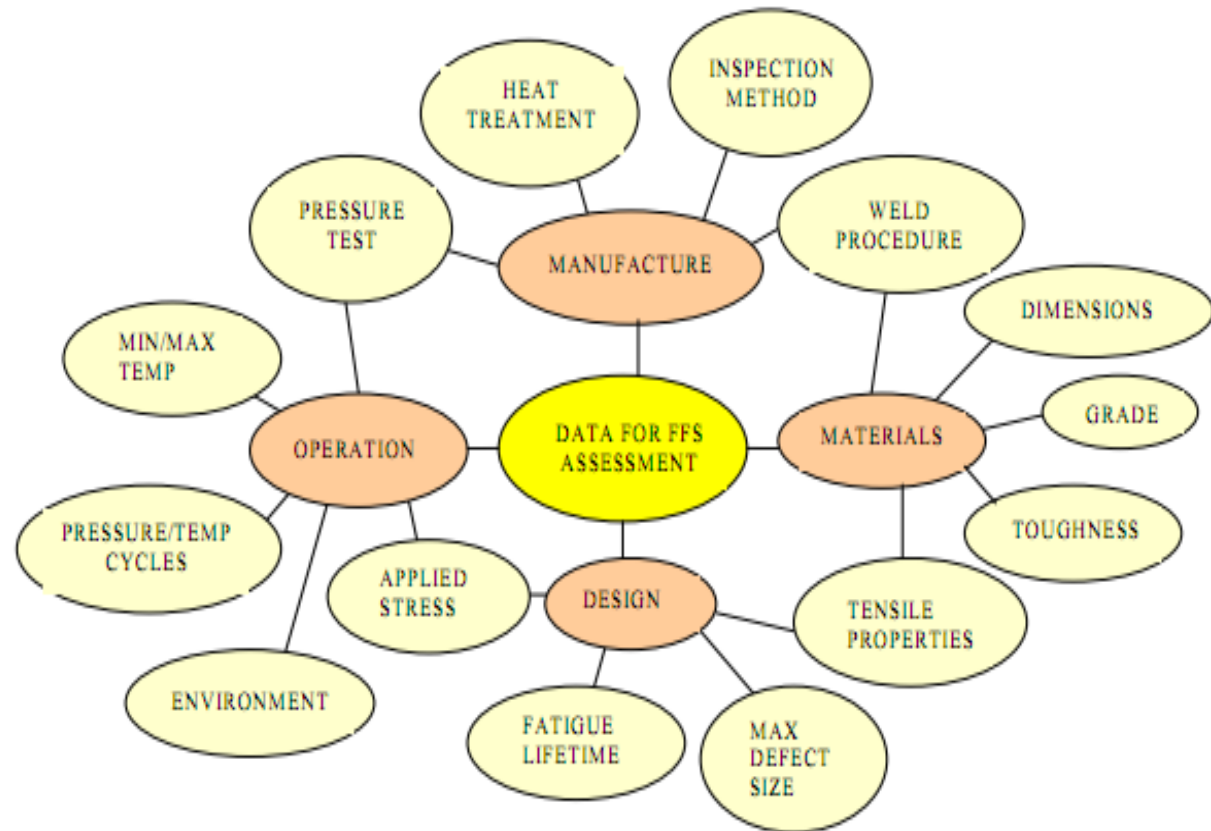 INSPECTION
METHOD
HEAT
TREATMENT
PRESSURE
TEST
WELD
PROCEDURE
MANUFACTURE
DIMENSIONS
MIN/MAX
TEMP
GRADE
OPERATION
DATA FOR FFS
ASSESSMENT
MATERIALS
PRESSURE/TEMP
CYCLES
TOUGHNESS
APPLIED
STRESS
DESIGN
TENSILE
PROPERTIES
ENVIRONMENT
FATIGUE
LIFETIME
MAX
DEFECT
SIZE